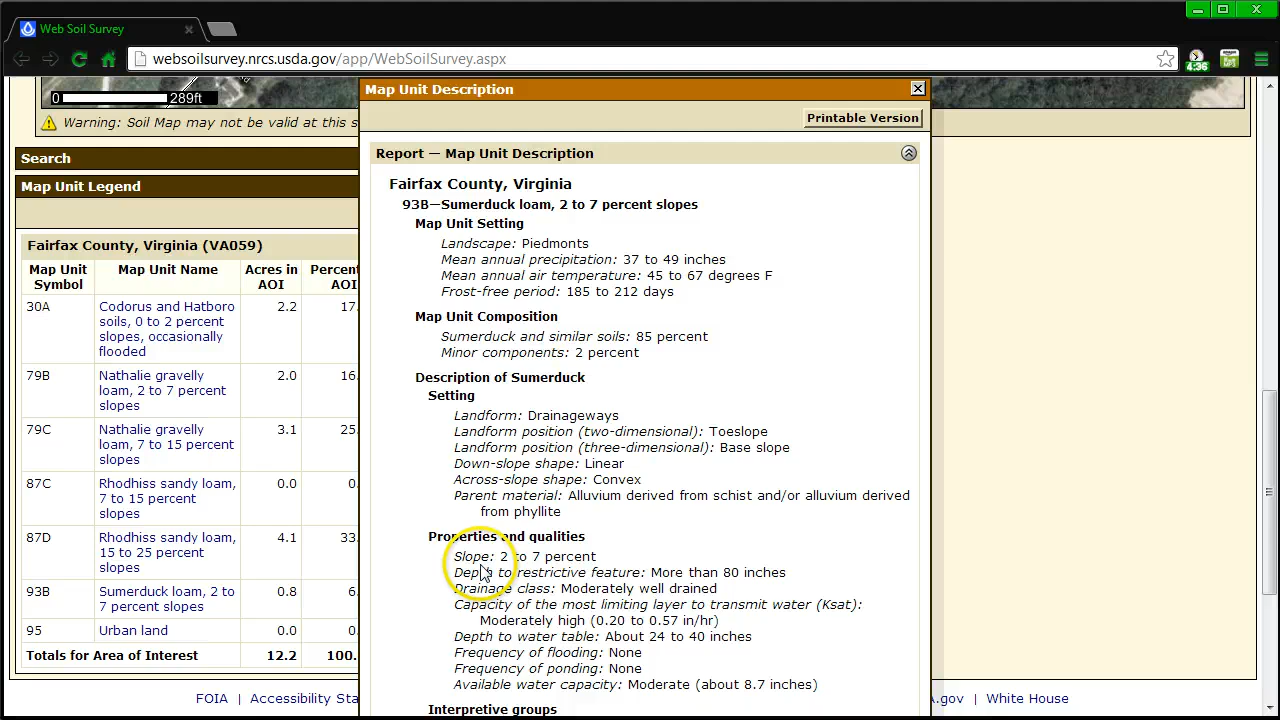 Web Soil Survey
websoilsurvey.nrcs.usda.gov/app/WebSoilSurvey.aspx
4:36
0 289ft
Warning: Soil Map may not be valid at this s
Search
Map Unit Legend
Fairfax County, Virginia (VA059)
Map Unit Symbol Map Unit Name Acres in AOI Percent AOI
30A Codorus and Hatboro soils, 0 to 2 percent slopes, occasionally flooded 2.2 17.
79B Nathalie gravelly loam, 2 to 7 percent slopes 2.0 16.
79C Nathalie gravelly loam, 7 to 15 percent slopes 3.1 25.
87C Rhodhiss sandy loam, 7 to 15 percent slopes 0.0 0.
87D Rhodhiss sandy loam, 15 to 25 percent slopes 4.1 33.
93B Sumerduck loam, 2 to 7 percent slopes 0.8 6.
95 Urban land 0.0 0.
Totals for Area of Interest 12.2 100.
Map Unit Description
Printable Version
Report — Map Unit Description
Fairfax County, Virginia
93B—Sumerduck loam, 2 to 7 percent slopes
Map Unit Setting
Landscape: Piedmonts
Mean annual precipitation: 37 to 49 inches
Mean annual air temperature: 45 to 67 degrees F
Frost-free period: 185 to 212 days
Map Unit Composition
Sumerduck and similar soils: 85 percent
Minor components: 2 percent
Description of Sumerduck
Setting
Landform: Drainageways
Landform position (two-dimensional): Toeslope
Landform position (three-dimensional): Base slope
Down-slope shape: Linear
Across-slope shape: Convex
Parent material: Alluvium derived from schist and/or alluvium derived
from phyllite
Properties and qualities
Slope: 2 to 7 percent
Depth to restrictive feature: More than 80 inches
Drainage class: Moderately well drained
Capacity of the most limiting layer to transmit water (Ksat):
Moderately high (0.20 to 0.57 in/hr)
Depth to water table: About 24 to 40 inches
Frequency of flooding: None
Frequency of ponding: None
Available water capacity: Moderate (about 8.7 inches)
Interpretive groups
FOIA | Accessibility Sta
.gov | White House